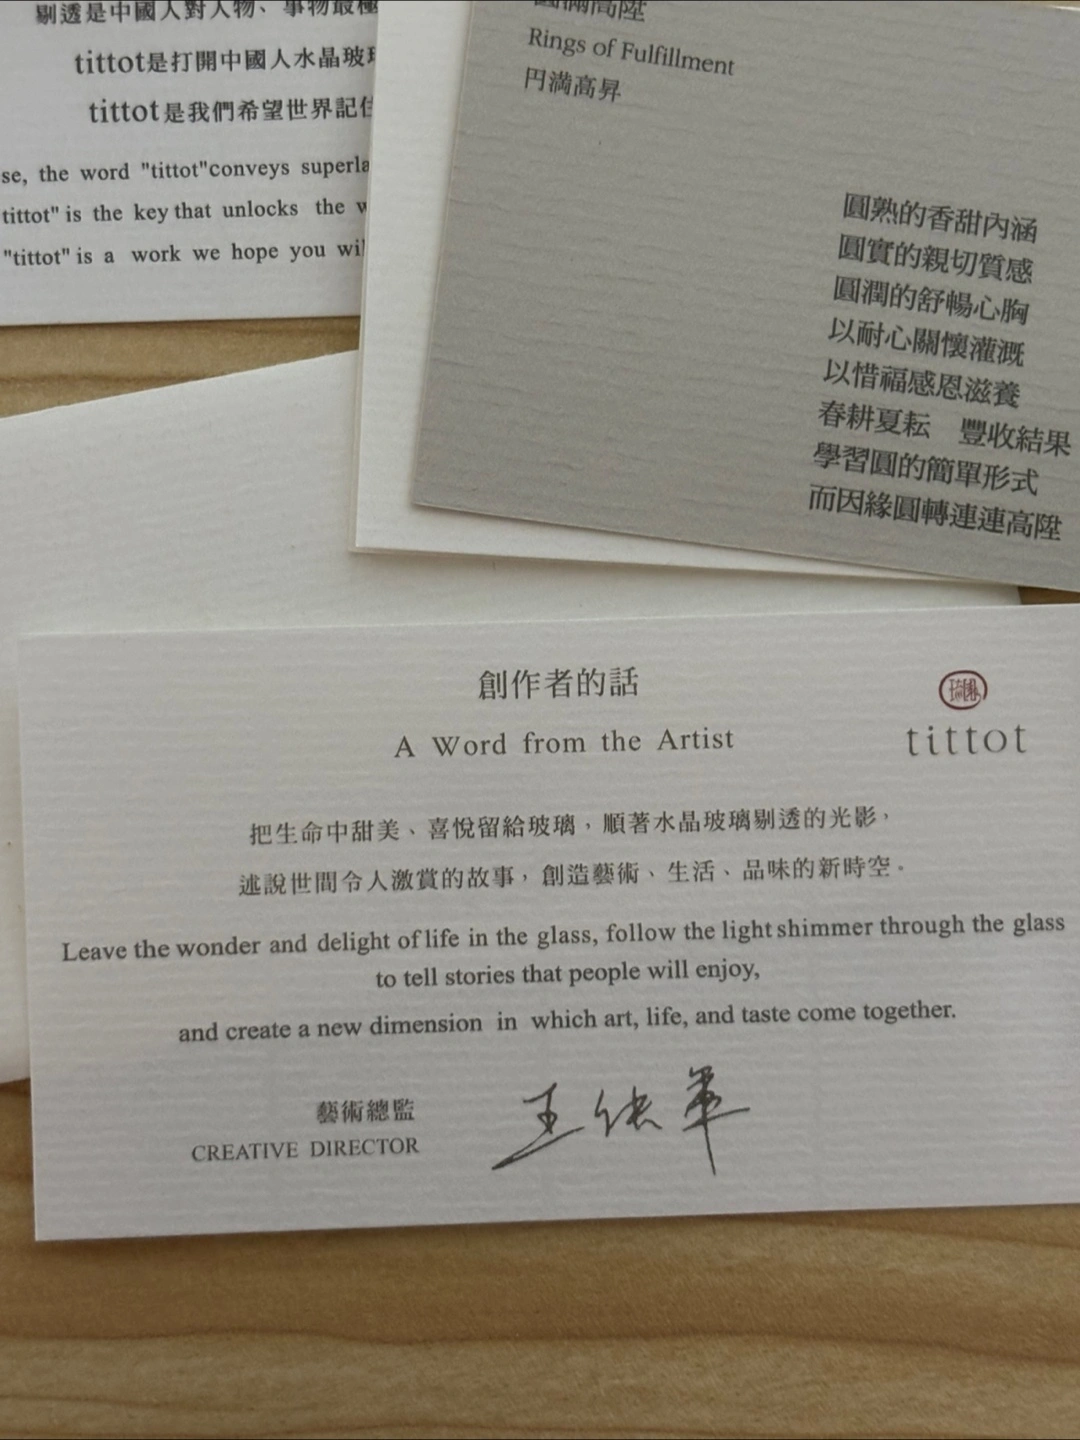 剔透是中國人對人物、事物最極
tittot是打開中國人水晶玻璃
tittot是我們希望世界記住
se, the word "tittot"conveys superla
tittot" is the key that unlocks the w
"tittot" is a work we hope you wil
圓滿高陞
Rings of Fulfillment
円満高昇
圓熟的香甜內涵
圓實的親切質感
圓潤的舒暢心胸
以耐心關懷灌溉
以惜福感恩滋養
春耕夏耘 豐收結果
學習圓的簡單形式
而因緣圓轉連連高陞
創作者的話
A Word from the Artist
tittot
把生命中甜美、喜悅留給玻璃，順著水晶玻璃剔透的光影，
述說世間令人激賞的故事，創造藝術、生活、品味的新時空。
Leave the wonder and delight of life in the glass, follow the light shimmer through the glass
to tell stories that people will enjoy,
and create a new dimension in which art, life, and taste come together.
藝術總監
CREATIVE DIRECTOR